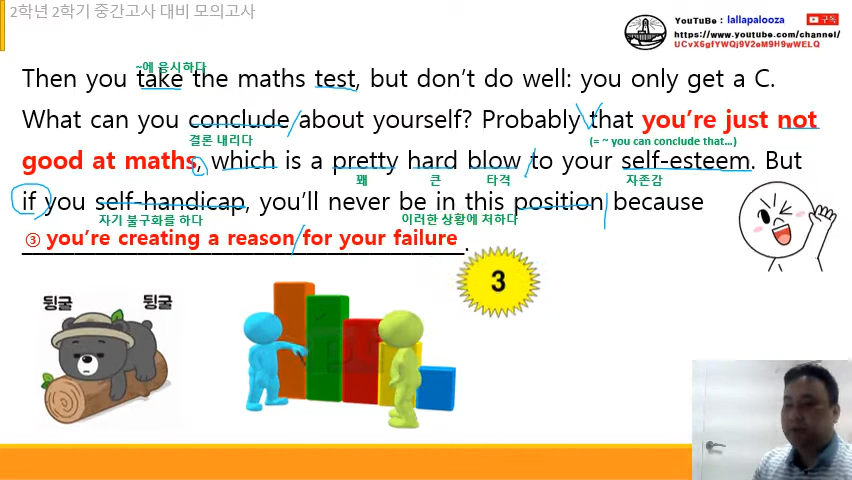 2학년 2학기 중간고사 대비 모의고사
YouTuBe : lallapalooza
구독
https://www.youtube.com/channel/
UCvX6gfYWQj9V2eM9H9wWELQ
~에 응시하다
Then you take the maths test, but don't do well: you only get a C.
What can you conclude about yourself? Probably that you're just not
결론 내리다
(= ~ you can conclude that...)
good at maths, which is a pretty hard blow to your self-esteem. But
꽤
큰
타격
자존감
if you self-handicap, you'll never be in this position because
자기 불구화를 하다
이러한 상황에 처하다
③ you're creating a reason for your failure.
뒹굴
뒹굴
3